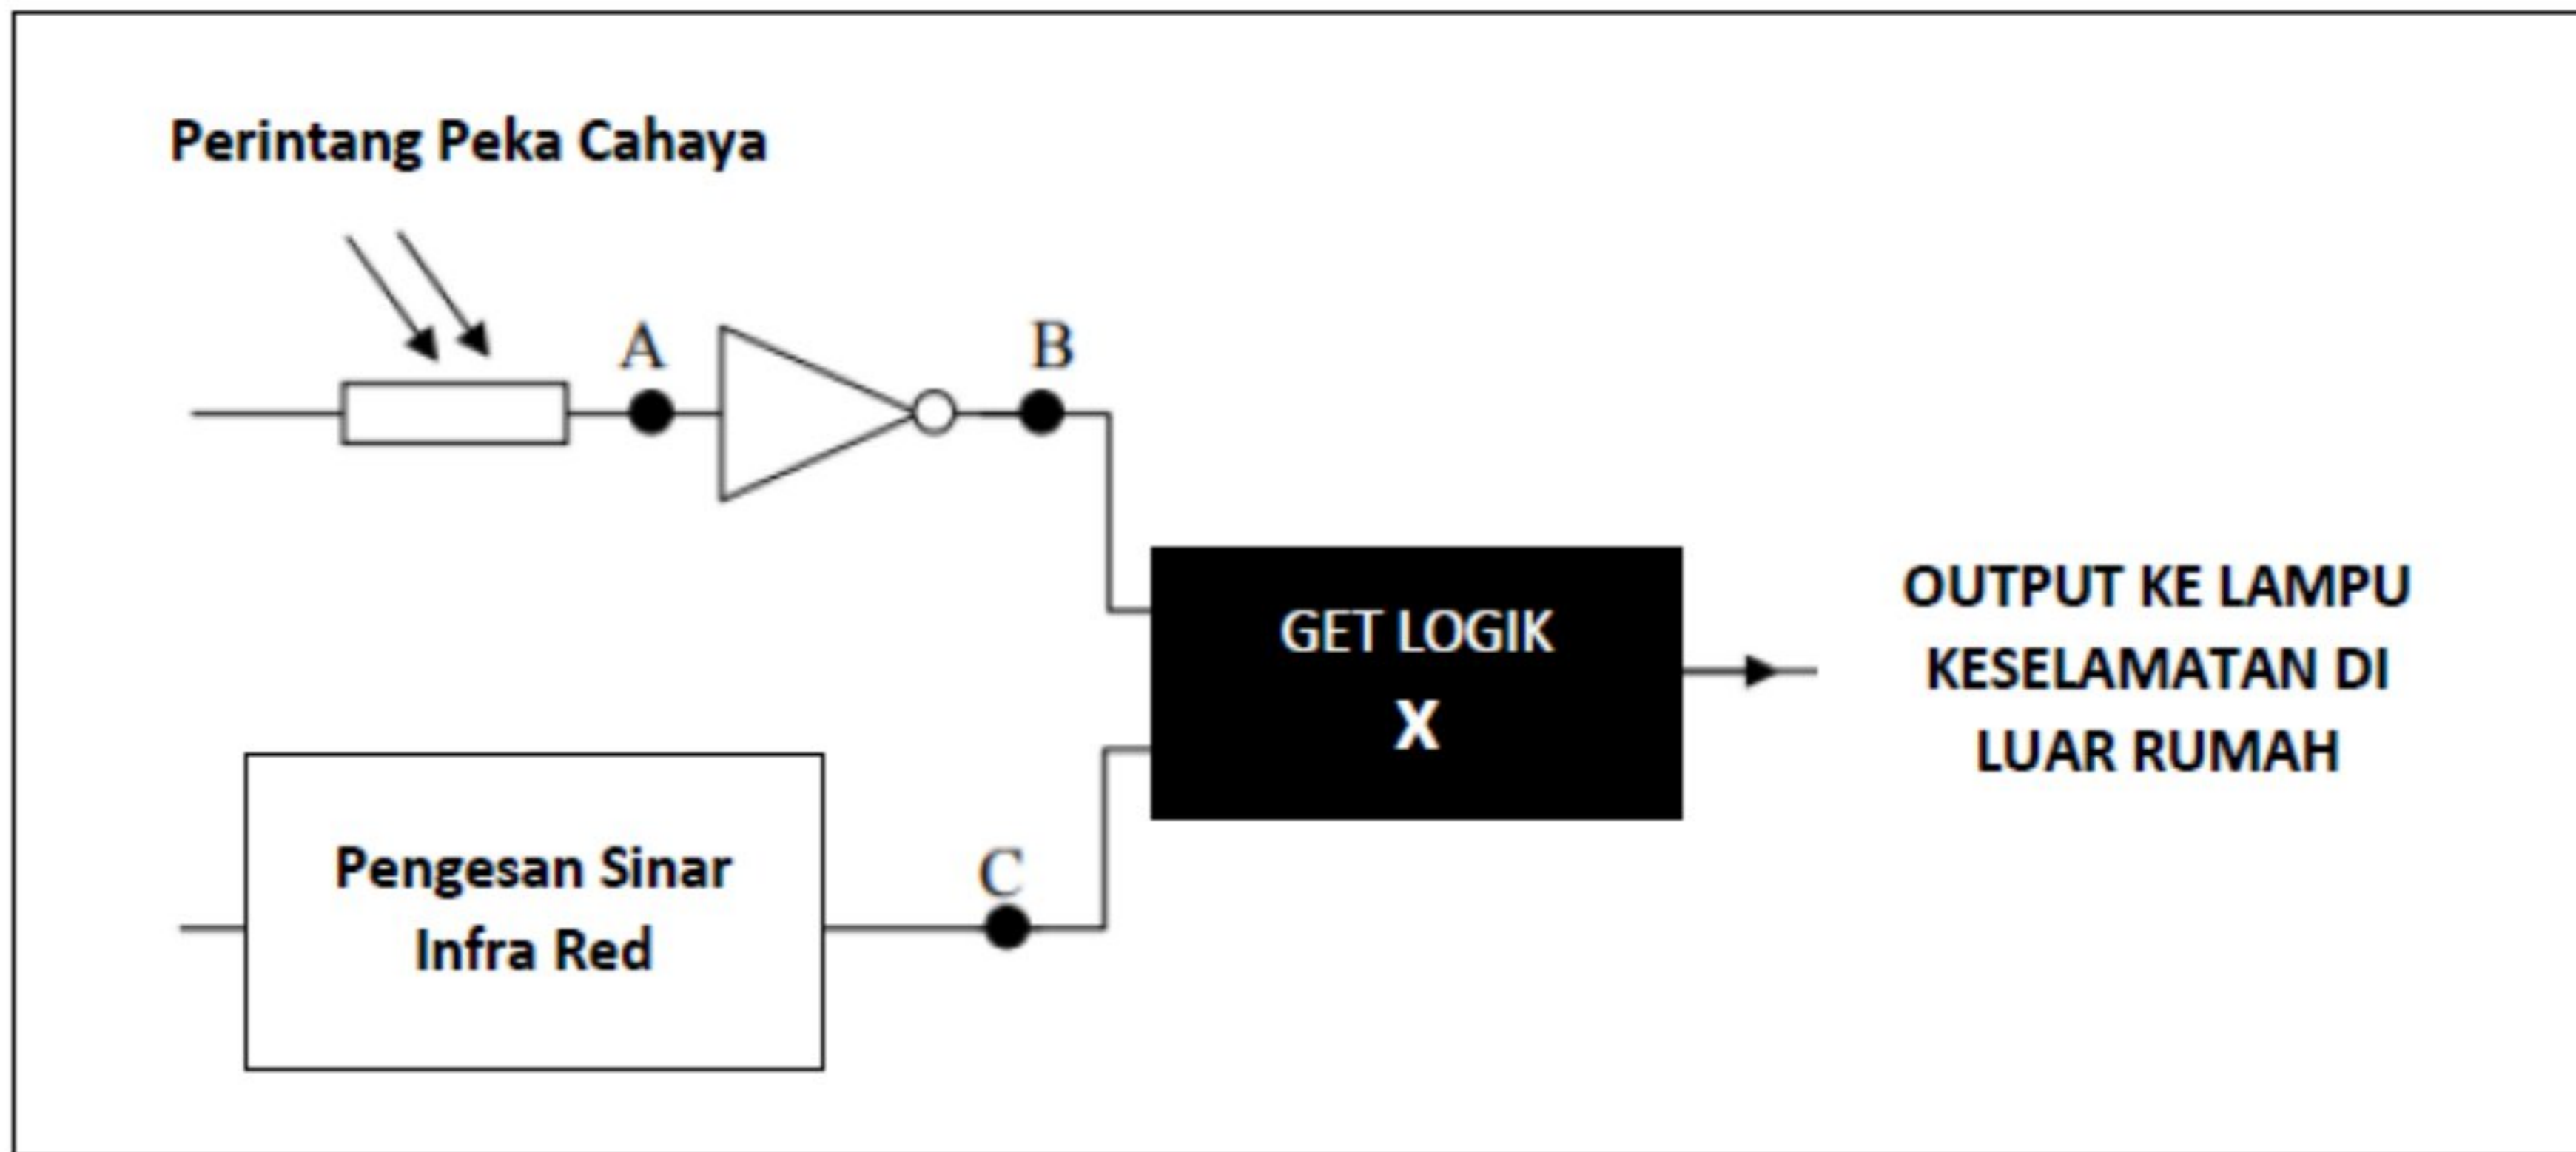 Perintang Peka Cahaya
A
B
GET LOGIK
X
OUTPUT KE LAMPU
KESELAMATAN DI
LUAR RUMAH
Pengesan Sinar
Infra Red
C